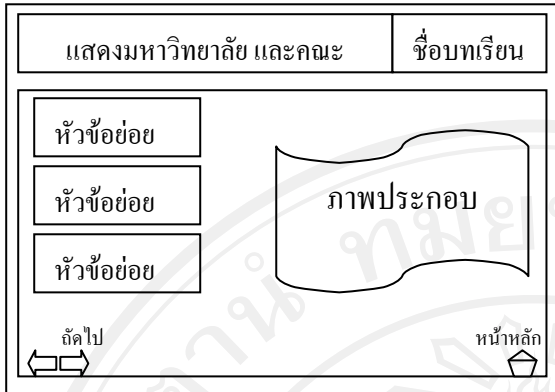 แสดงมหาวิทยาลัย และคณะ
ชื่อบทเรียน
หัวข้อย่อย
หัวข้อย่อย
หัวข้อย่อย
ภาพประกอบ
ถัดไป
หน้าหลัก